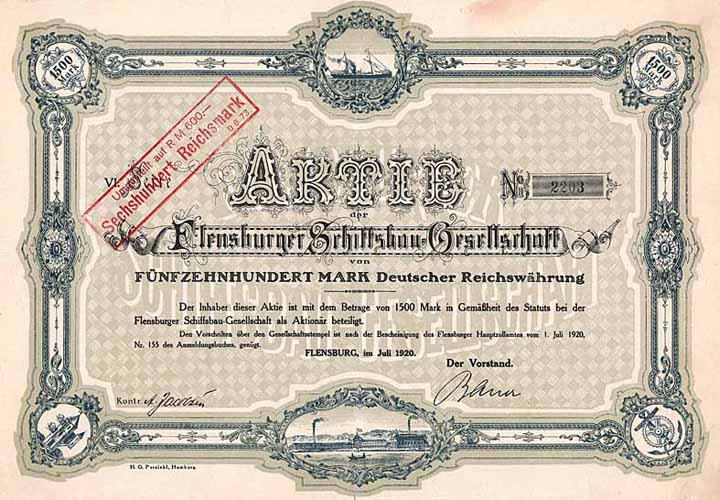 1500
Mark
1500
Mark
Umgestellt auf R M 600.—
Sechshundert Reichsmark
D.B.73.
VI.
AKTIE
No. 2203
der
Flensburger Schiffsbau-Gesellschaft
von
FÜNFZEHNHUNDERT MARK Deutscher Reichswährung
Der Inhaber dieser Aktie ist mit dem Betrage von 1500 Mark in Gemäßheit des Statuts bei der
Flensburger Schiffsbau-Gesellschaft als Aktionär beteiligt.
Den Vorschriften über den Gesellschaftsstempel ist nach der Bescheinigung des Flensburger Hauptzollamtes vom 1. Juli 1920,
Nr. 155 des Anmeldungsbuches, genügt.
FLENSBURG, im Juli 1920.
Der Vorstand.
Kontr.
H. G. Persiehl, Hamburg.